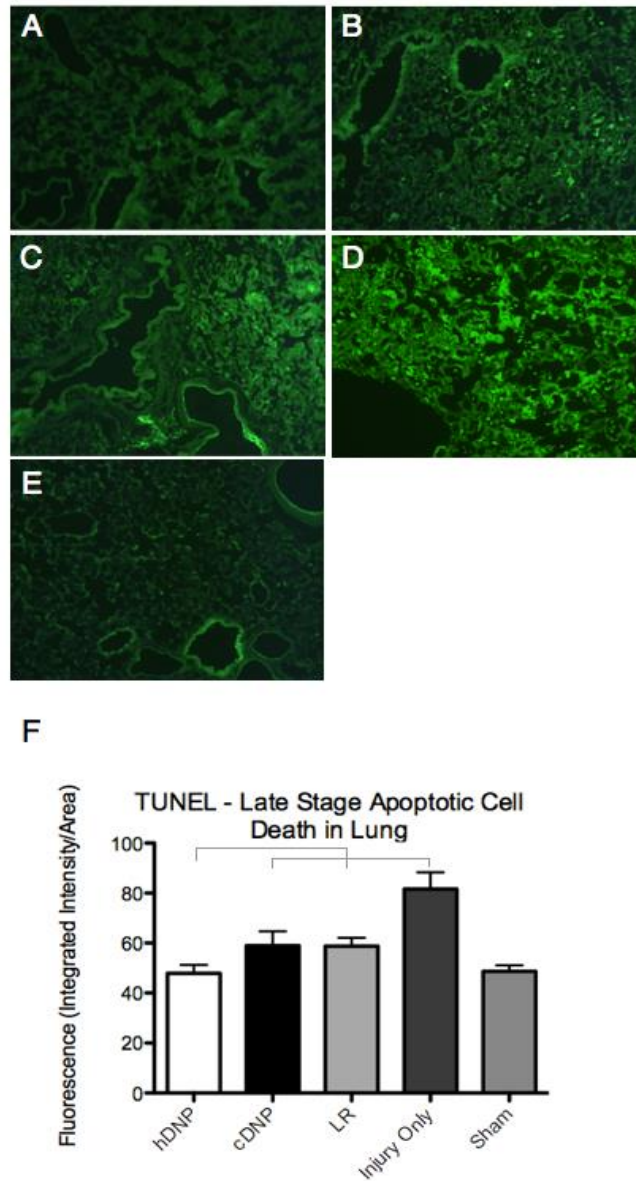 A
B
C
D
E
F
TUNEL - Late Stage Apoptotic Cell
Death in Lung
Fluorescence (Integrated Intensity/Area)
100
80
60
40
20
0
hDNP
cDNP
LR
Injury Only
Sham